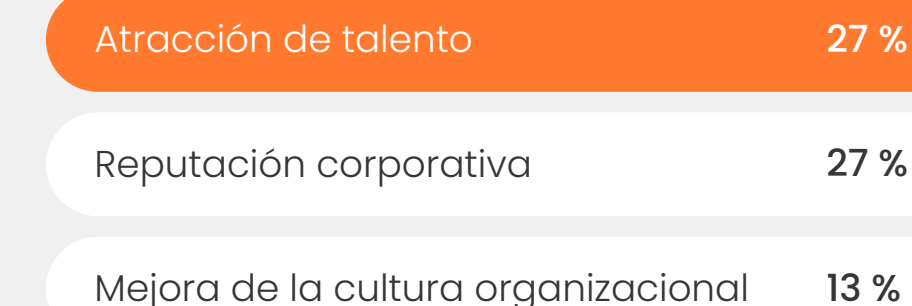 Atracción de talento 27 %
Reputación corporativa 27 %
Mejora de la cultura organizacional 13 %